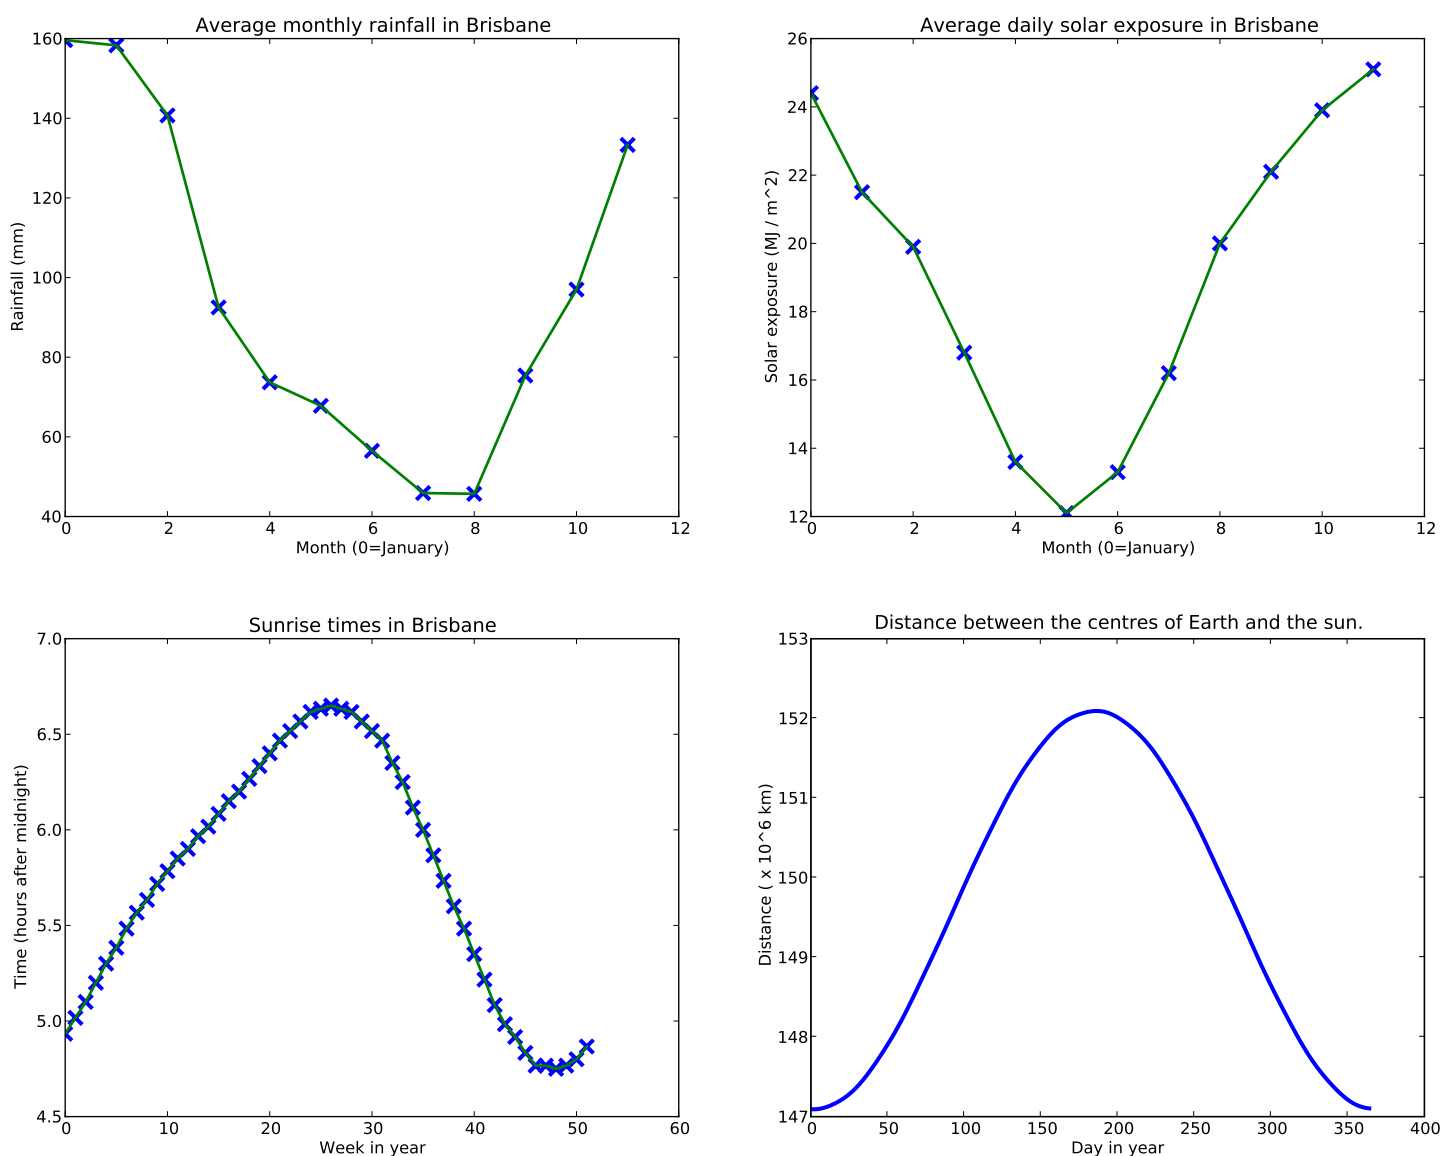 Average monthly rainfall in Brisbane
160
140
120
100
80
60
40
Rainfall (mm)
0 2 4 6 8 10 12
Month (0=January)
Average daily solar exposure in Brisbane
26
24
22
20
18
16
14
12
Solar exposure (MJ / m^2)
0 2 4 6 8 10 12
Month (0=January)
Sunrise times in Brisbane
7.0
6.5
6.0
5.5
5.0
4.5
Time (hours after midnight)
0 10 20 30 40 50 60
Week in year
Distance between the centres of Earth and the sun.
153
152
151
150
149
148
147
Distance ( x 10^6 km)
0 50 100 150 200 250 300 350 400
Day in year